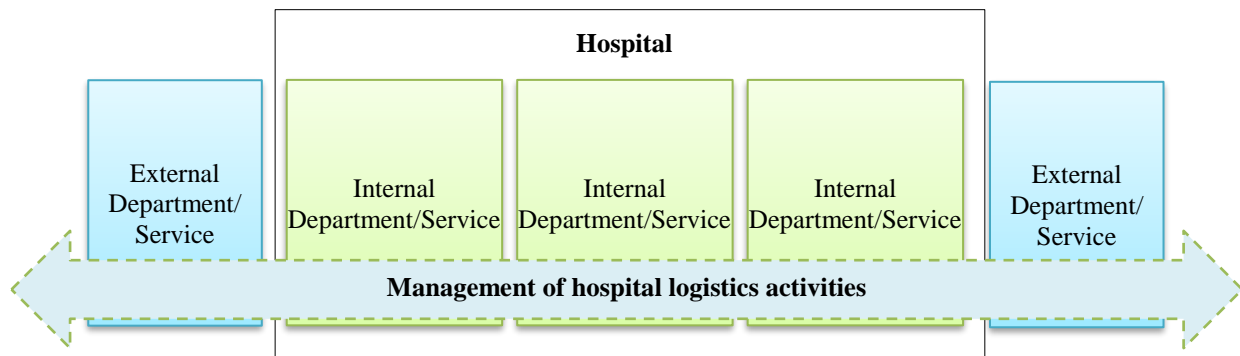 Hospital
External
Department/
Service
Internal
Department/Service
Internal
Department/Service
Internal
Department/Service
External
Department/
Service
Management of hospital logistics activities